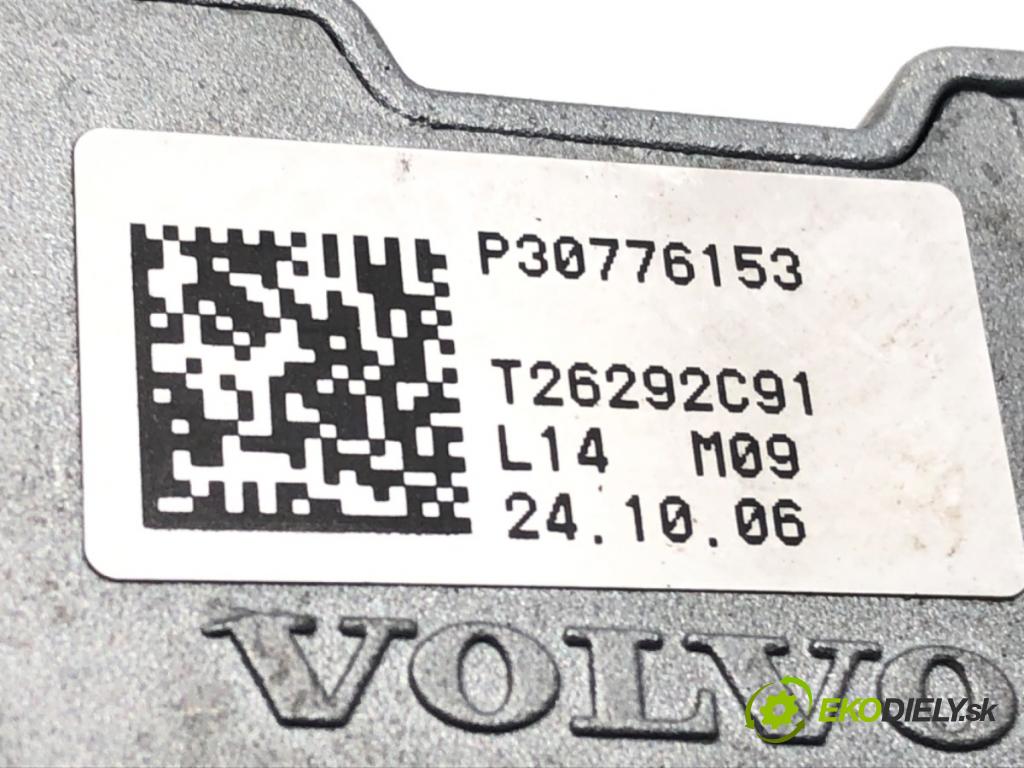 P30776153
T26292C91
L14 M09
24.10.06
VOLVO
EKODIELY.sk